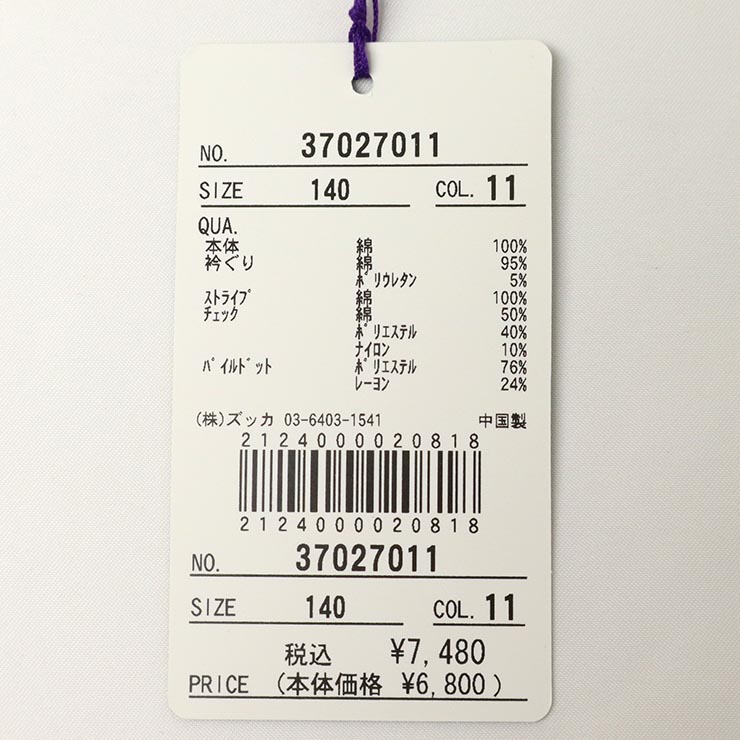 NO. 37027011
SIZE 140 COL. 11
QUA.
本体 綿 100%
衿ぐり 綿 95%
ﾎﾟﾘｳﾚﾀﾝ 5%
ｽﾄﾗｲﾌﾟ 綿 100%
ﾁｪｯｸ 綿 50%
ﾎﾟﾘｴｽﾃﾙ 40%
ﾅｲﾛﾝ 10%
ﾊﾟｲﾙﾄﾞｯﾄ ﾎﾟﾘｴｽﾃﾙ 76%
ﾚｰﾖﾝ 24%
(株)ズッカ 03-6403-1541 中国製
2124000020818
2124000020818
NO. 37027011
SIZE 140 COL. 11
税込 ¥7,480
PRICE (本体価格 ¥6,800)